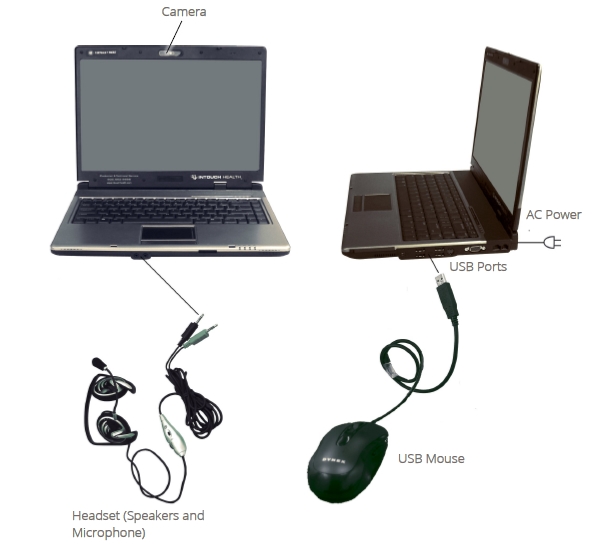 Camera
INTOUCH HEALTH
AC Power
USB Ports
DYNEX
USB Mouse
Headset (Speakers and
Microphone)